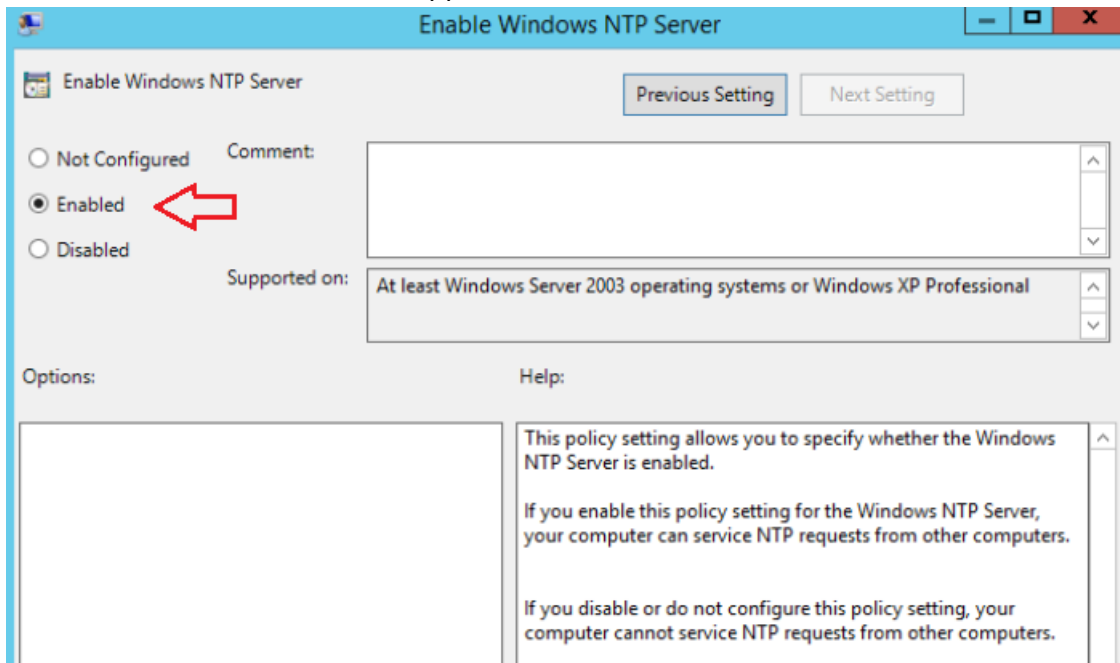 Enable Windows NTP Server
Enable Windows NTP Server
Previous Setting
Next Setting
Not Configured
Comment:
Enabled
Disabled
Supported on:
At least Windows Server 2003 operating systems or Windows XP Professional
Options:
Help:
This policy setting allows you to specify whether the Windows
NTP Server is enabled.
If you enable this policy setting for the Windows NTP Server,
your computer can service NTP requests from other computers.
If you disable or do not configure this policy setting, your
computer cannot service NTP requests from other computers.